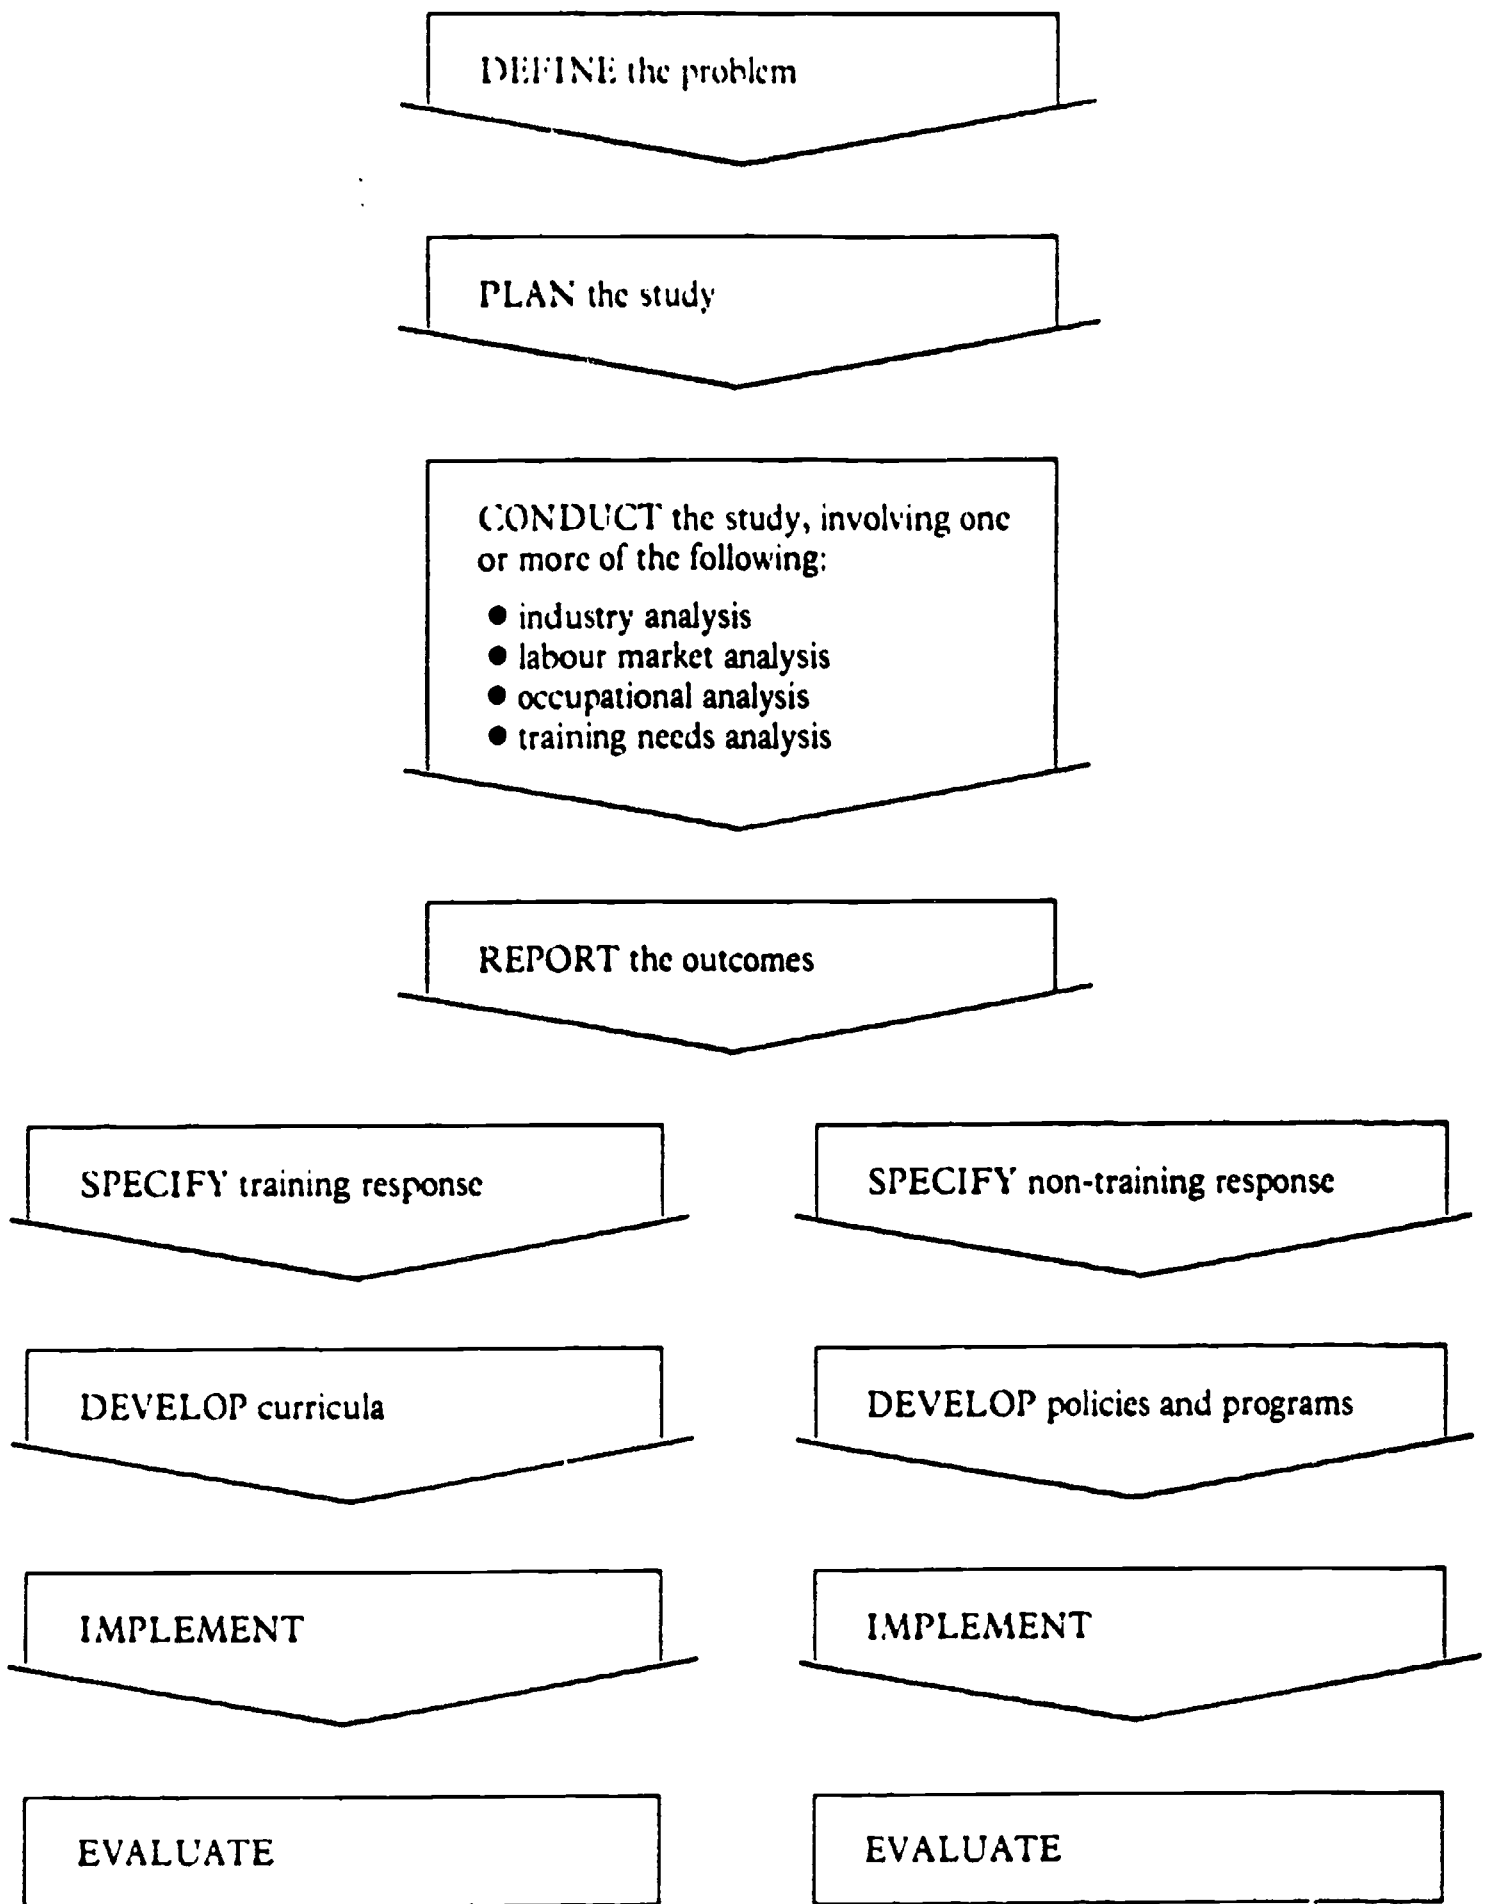 DEFINE the problem
PLAN the study
CONDUCT the study, involving one
or more of the following:
● industry analysis
● labour market analysis
● occupational analysis
● training needs analysis
REPORT the outcomes
SPECIFY training response
SPECIFY non-training response
DEVELOP curricula
DEVELOP policies and programs
IMPLEMENT
IMPLEMENT
EVALUATE
EVALUATE